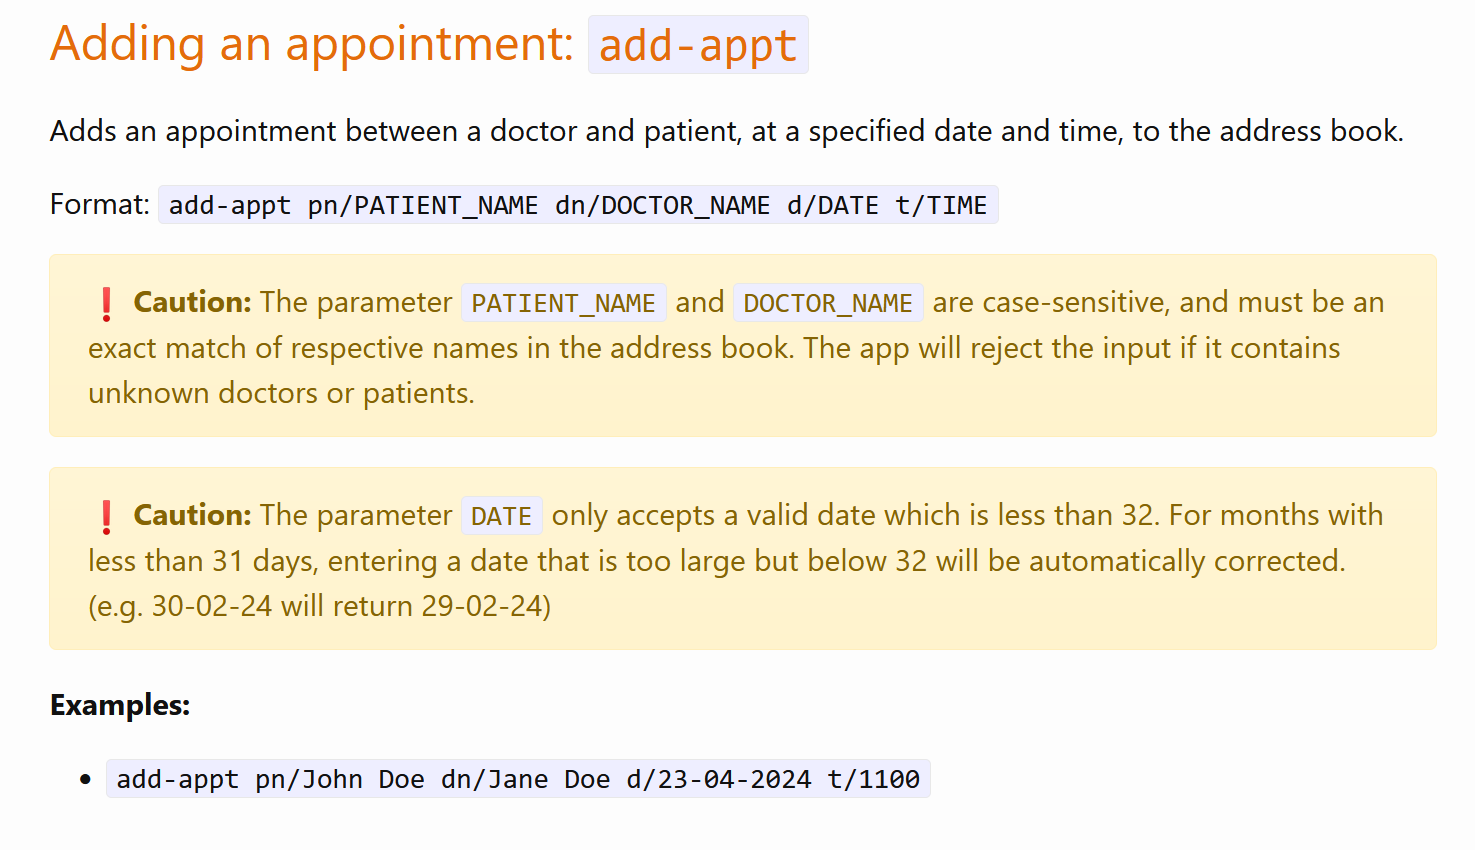 Adding an appointment: add-appt
Adds an appointment between a doctor and patient, at a specified date and time, to the address book.
Format: add-appt pn/PATIENT_NAME dn/DOCTOR_NAME d/DATE t/TIME
❗ Caution: The parameter PATIENT_NAME and DOCTOR_NAME are case-sensitive, and must be an
exact match of respective names in the address book. The app will reject the input if it contains
unknown doctors or patients.
❗ Caution: The parameter DATE only accepts a valid date which is less than 32. For months with
less than 31 days, entering a date that is too large but below 32 will be automatically corrected.
(e.g. 30-02-24 will return 29-02-24)
Examples:
• add-appt pn/John Doe dn/Jane Doe d/23-04-2024 t/1100